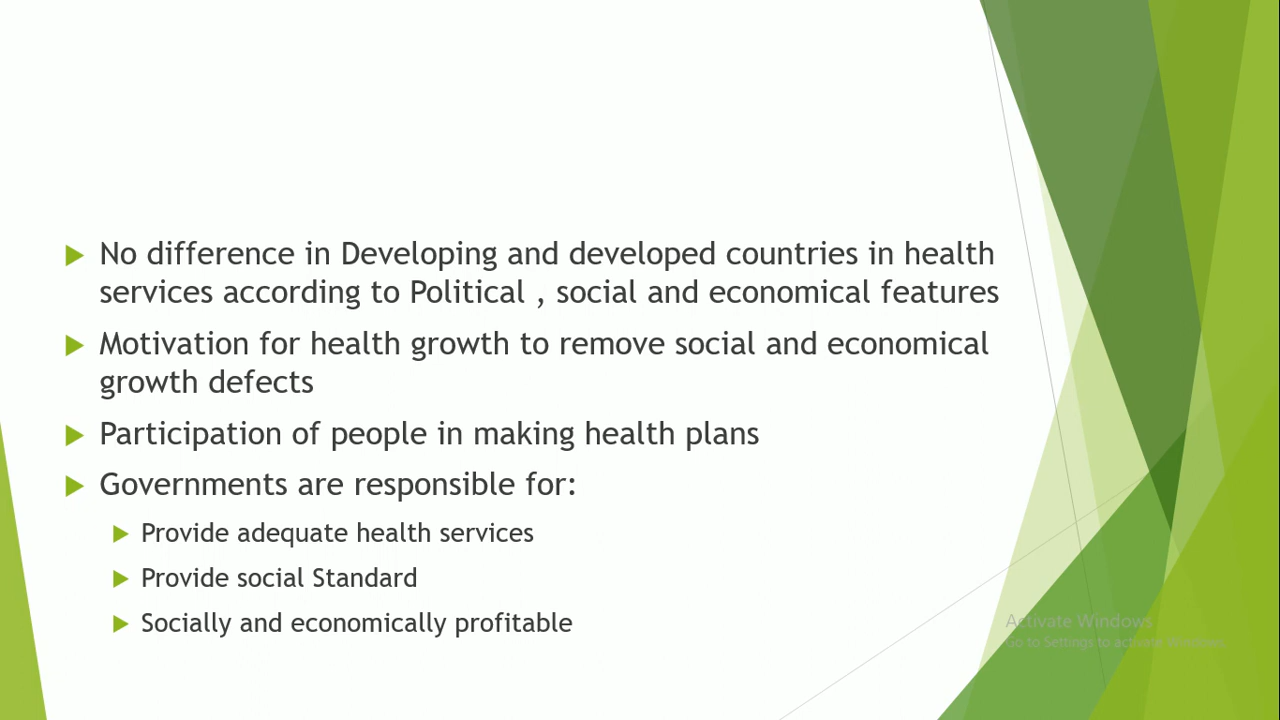 No difference in Developing and developed countries in health
services according to Political , social and economical features
Motivation for health growth to remove social and economical
growth defects
Participation of people in making health plans
Governments are responsible for:
Provide adequate health services
Provide social Standard
Socially and economically profitable
Activate Windows
Go to Settings to activate Windows.